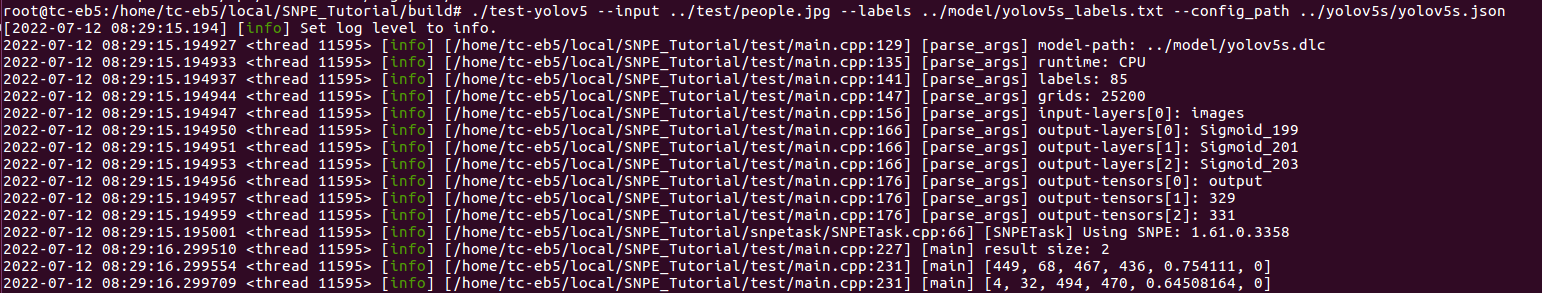 root@tc-eb5:/home/tc-eb5/local/SNPE_Tutorial/build# ./test-yolov5 --input ../test/people.jpg --labels ../model/yolov5s_labels.txt --config_path ../yolov5s/yolov5s.json
[2022-07-12 08:29:15.194] [info] Set log level to info.
2022-07-12 08:29:15.194927 <thread 11595> [info] [/home/tc-eb5/local/SNPE_Tutorial/test/main.cpp:129] [parse_args] model-path: ../model/yolov5s.dlc
2022-07-12 08:29:15.194933 <thread 11595> [info] [/home/tc-eb5/local/SNPE_Tutorial/test/main.cpp:135] [parse_args] runtime: CPU
2022-07-12 08:29:15.194937 <thread 11595> [info] [/home/tc-eb5/local/SNPE_Tutorial/test/main.cpp:141] [parse_args] labels: 85
2022-07-12 08:29:15.194944 <thread 11595> [info] [/home/tc-eb5/local/SNPE_Tutorial/test/main.cpp:147] [parse_args] grids: 25200
2022-07-12 08:29:15.194947 <thread 11595> [info] [/home/tc-eb5/local/SNPE_Tutorial/test/main.cpp:156] [parse_args] input-layers[0]: images
2022-07-12 08:29:15.194950 <thread 11595> [info] [/home/tc-eb5/local/SNPE_Tutorial/test/main.cpp:166] [parse_args] output-layers[0]: Sigmoid_199
2022-07-12 08:29:15.194951 <thread 11595> [info] [/home/tc-eb5/local/SNPE_Tutorial/test/main.cpp:166] [parse_args] output-layers[1]: Sigmoid_201
2022-07-12 08:29:15.194953 <thread 11595> [info] [/home/tc-eb5/local/SNPE_Tutorial/test/main.cpp:166] [parse_args] output-layers[2]: Sigmoid_203
2022-07-12 08:29:15.194956 <thread 11595> [info] [/home/tc-eb5/local/SNPE_Tutorial/test/main.cpp:176] [parse_args] output-tensors[0]: output
2022-07-12 08:29:15.194957 <thread 11595> [info] [/home/tc-eb5/local/SNPE_Tutorial/test/main.cpp:176] [parse_args] output-tensors[1]: 329
2022-07-12 08:29:15.194959 <thread 11595> [info] [/home/tc-eb5/local/SNPE_Tutorial/test/main.cpp:176] [parse_args] output-tensors[2]: 331
2022-07-12 08:29:15.195001 <thread 11595> [info] [/home/tc-eb5/local/SNPE_Tutorial/snpetask/SNPETask.cpp:66] [SNPETask] Using SNPE: 1.61.0.3358
2022-07-12 08:29:16.299510 <thread 11595> [info] [/home/tc-eb5/local/SNPE_Tutorial/test/main.cpp:227] [main] result size: 2
2022-07-12 08:29:16.299554 <thread 11595> [info] [/home/tc-eb5/local/SNPE_Tutorial/test/main.cpp:231] [main] [449, 68, 467, 436, 0.754111, 0]
2022-07-12 08:29:16.299709 <thread 11595> [info] [/home/tc-eb5/local/SNPE_Tutorial/test/main.cpp:231] [main] [4, 32, 494, 470, 0.64508164, 0]